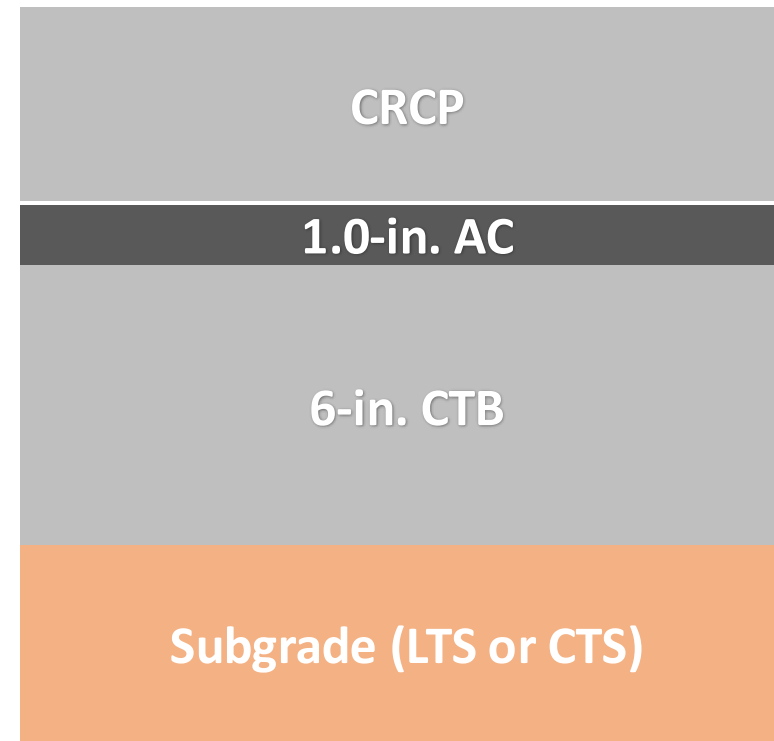 CRCP
1.0-in. AC
6-in. CTB
Subgrade (LTS or CTS)